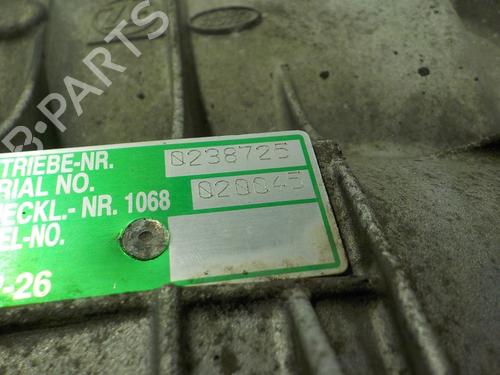 B-PARTS
TRIEBE-NR. 0238725
RIAL NO.
ECKL.- NR. 1068 020043
EL-NO.
-26